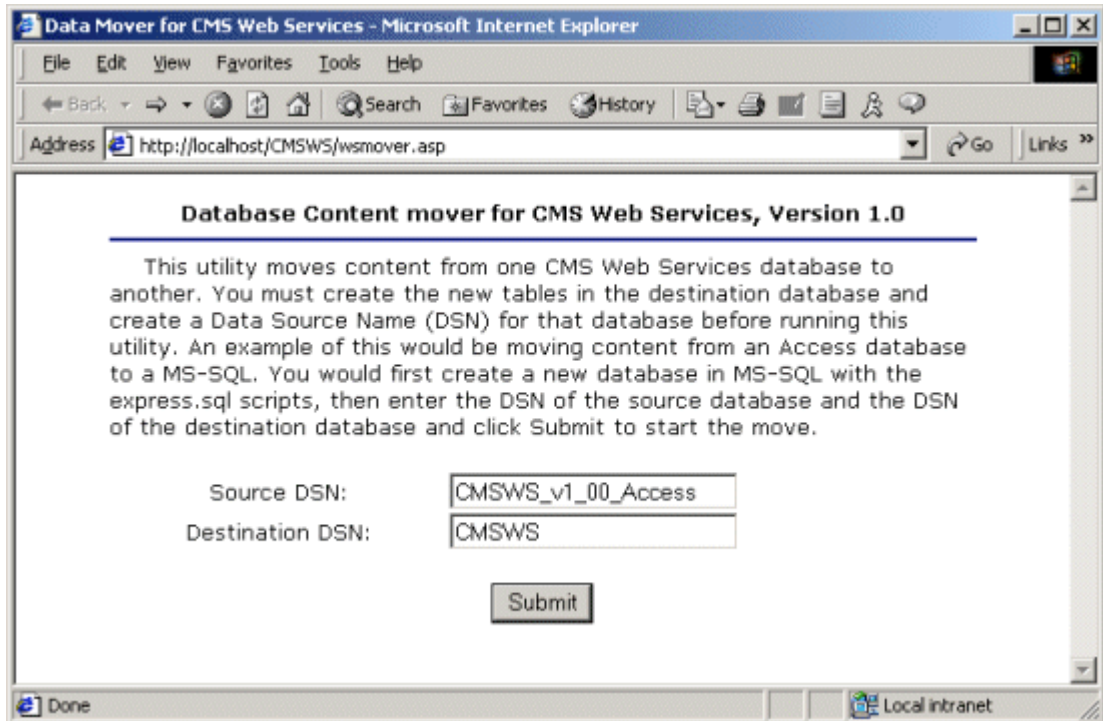 Data Mover for CMS Web Services - Microsoft Internet Explorer
File Edit View Favorites Tools Help
Back Search Favorites History
Address http://localhost/CMSWS/wsmover.asp Go Links »
Database Content mover for CMS Web Services, Version 1.0
This utility moves content from one CMS Web Services database to
another. You must create the new tables in the destination database and
create a Data Source Name (DSN) for that database before running this
utility. An example of this would be moving content from an Access database
to a MS-SQL. You would first create a new database in MS-SQL with the
express.sql scripts, then enter the DSN of the source database and the DSN
of the destination database and click Submit to start the move.
Source DSN: CMSWS_v1_00_Access
Destination DSN: CMSWS
Submit
Done Local intranet